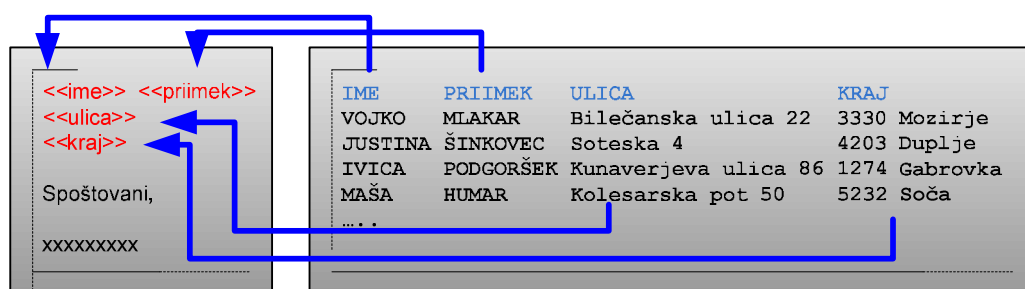 <<ime>> <<priimek>>
<<ulica>>
<<kraj>>
Spoštovani,
xxxxxxxxx
IME PRIIMEK ULICA KRAJ
VOJKO MLAKAR Bilečanska ulica 22 3330 Mozirje
JUSTINA ŠINKOVEC Soteska 4 4203 Duplje
IVICA PODGORŠEK Kunaverjeva ulica 86 1274 Gabrovka
MAŠA HUMAR Kolesarska pot 50 5232 Soča
…..